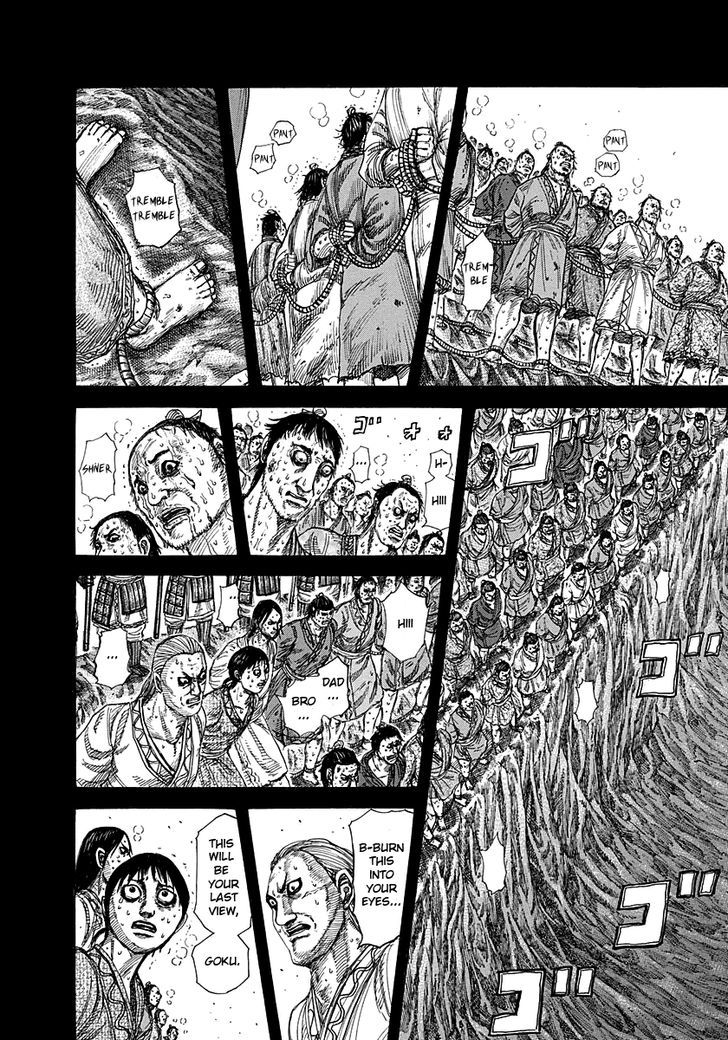 PANT
PANT
TREM-
BLE
PANT
PANT
TREMBLE
TREMBLE
ゴ
ゴ
ゴ
ゴ
H-
HIII
...
ゴ
ォ
ォ
SHIVER
HIII
DAD
...
BRO
...
...
...
B-BURN
THIS
INTO
YOUR
EYES...
THIS
WILL
BE
YOUR
LAST
VIEW,
GOKU.